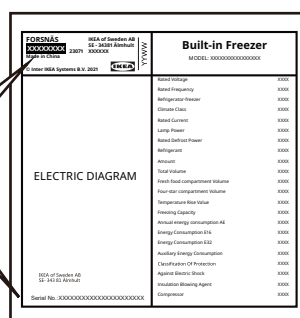 FORSNÄS
XXXXXXXX
23071
Made in China
IKEA of Sweden AB
SE - 34381 Älmhult
XXXXXX
© Inter IKEA Systems B.V. 2021
IKEA
YYWW
Built-in Freezer
MODEL: XXXXXXXXXXXXXXXX
Rated Voltage XXXX
Rated Frequency XXXX
Refrigerator-freezer XXXX
Climate Class XXXX
Rated Current XXXX
Lamp Power XXXX
Rated Defrost Power XXXX
Refrigerant XXXX
Amount XXXX
Total Volume XXXX
Fresh food compartment Volume XXXX
Four-star compartment Volume XXXX
Temperature Rise Value XXXX
Freezing Capacity XXXX
Annual energy consumption AE XXXX
Energy Consumption E16 XXXX
Energy Consumption E32 XXXX
Auxiliary Energy Consumption XXXX
Classification Of Protection XXXX
Against Electric Shock XXXX
Insulation Blowing Agent XXXX
Compressor XXXX
ELECTRIC DIAGRAM
IKEA of Sweden AB
SE- 343 81 Älmhult
Serial No.:XXXXXXXXXXXXXXXXXXXXXX